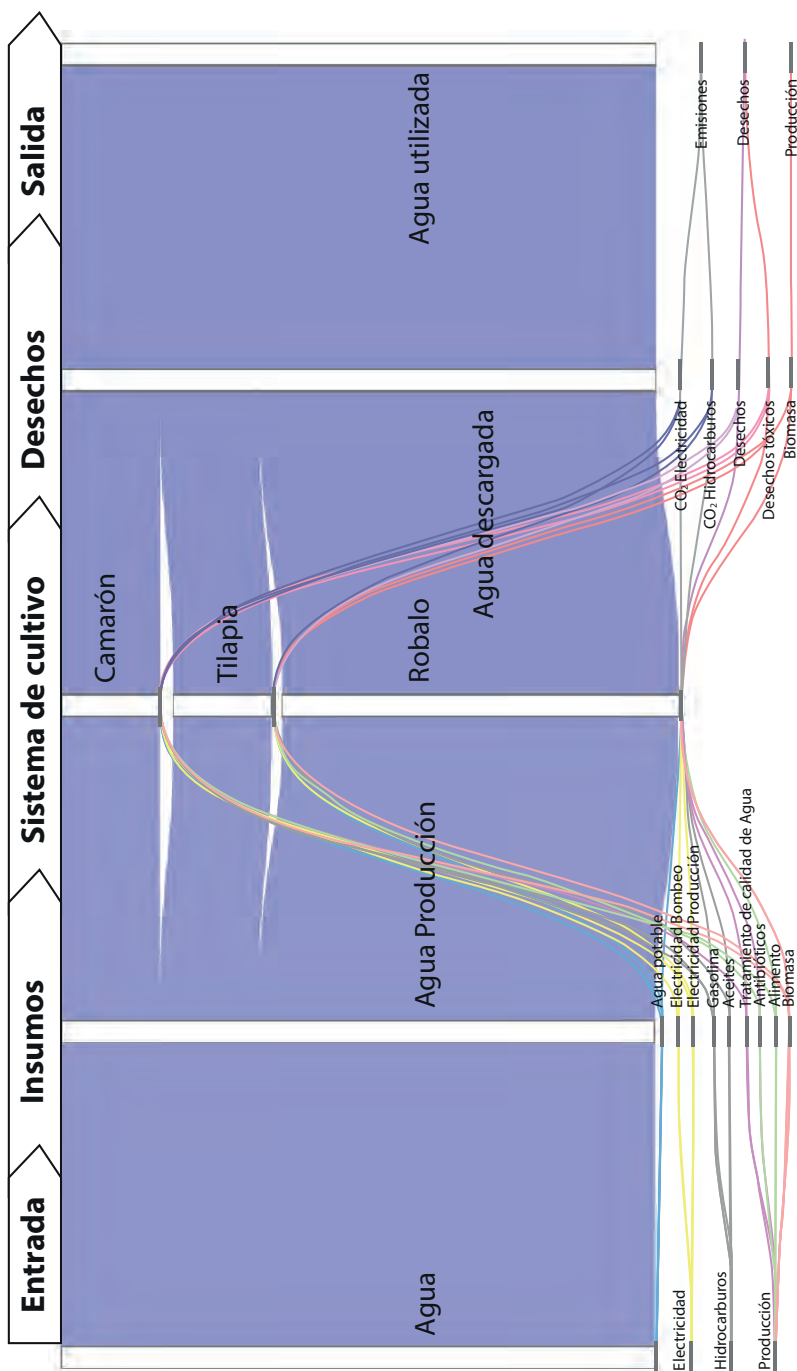 Entrada
Insumos
Sistema de cultivo
Desechos
Salida
Agua
Electricidad
Hidrocarburos
Producción
Agua Producción
Agua potable
Electricidad Bombeo
Electricidad Producción
Gasolina
Aceites
Tratamiento de calidad de Agua
Antibióticos
Alimento
Biomasa
Camarón
Tilapia
Robalo
Agua descargada
CO₂ Electricidad
CO₂ Hidrocarburos
Desechos
Desechos tóxicos
Biomasa
Agua utilizada
Emisiones
Desechos
Producción